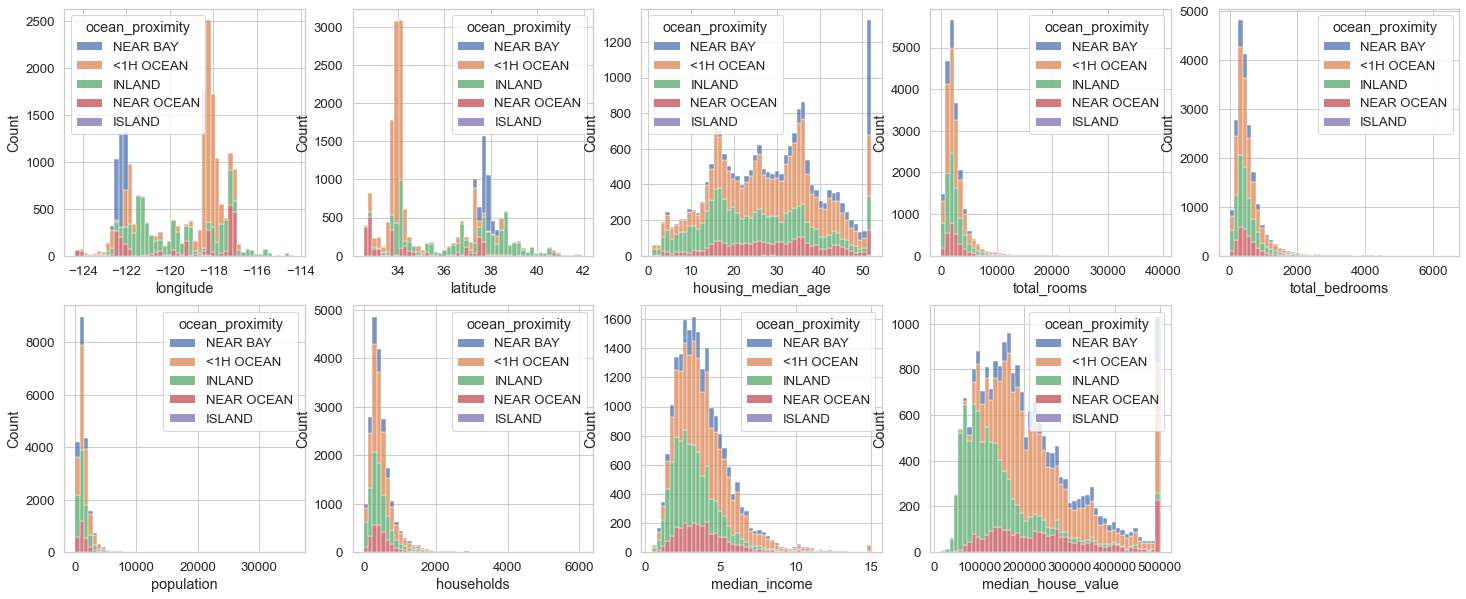 ocean_proximity
NEAR BAY
<1H OCEAN
INLAND
NEAR OCEAN
ISLAND
Count
2500
2000
1500
1000
500
0
−124 −122 −120 −118 −116 −114
longitude
ocean_proximity
NEAR BAY
<1H OCEAN
INLAND
NEAR OCEAN
ISLAND
Count
3000
2500
2000
1500
1000
500
0
34 36 38 40 42
latitude
ocean_proximity
NEAR BAY
<1H OCEAN
INLAND
NEAR OCEAN
ISLAND
Count
1200
1000
800
600
400
200
0
0 10 20 30 40 50
housing_median_age
ocean_proximity
NEAR BAY
<1H OCEAN
INLAND
NEAR OCEAN
ISLAND
Count
5000
4000
3000
2000
1000
0
0 10000 20000 30000 40000
total_rooms
ocean_proximity
NEAR BAY
<1H OCEAN
INLAND
NEAR OCEAN
ISLAND
Count
5000
4000
3000
2000
1000
0
0 2000 4000 6000
total_bedrooms
ocean_proximity
NEAR BAY
<1H OCEAN
INLAND
NEAR OCEAN
ISLAND
Count
8000
6000
4000
2000
0
0 10000 20000 30000
population
ocean_proximity
NEAR BAY
<1H OCEAN
INLAND
NEAR OCEAN
ISLAND
Count
5000
4000
3000
2000
1000
0
0 2000 4000 6000
households
ocean_proximity
NEAR BAY
<1H OCEAN
INLAND
NEAR OCEAN
ISLAND
Count
1600
1400
1200
1000
800
600
400
200
0
0 5 10 15
median_income
ocean_proximity
NEAR BAY
<1H OCEAN
INLAND
NEAR OCEAN
ISLAND
Count
1000
800
600
400
200
0
0 100000 200000 300000 400000 500000
median_house_value